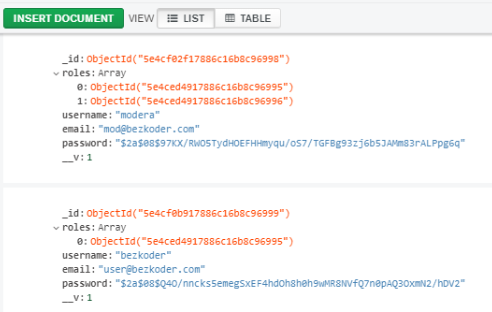 INSERT DOCUMENT VIEW LIST TABLE
_id: ObjectId("5e4cf02f17886c16b8c96998")
roles: Array
0: ObjectId("5e4ced4917886c16b8c96995")
1: ObjectId("5e4ced4917886c16b8c96996")
username: "modera"
email: "mod@bezkoder.com"
password: "$2a$08$97KX/RWO5TydHOEFHHmyqu/oS7/TGFBg93zj6b5JAMm83rALPpg6q"
__v: 1
_id: ObjectId("5e4cf0b917886c16b8c96999")
roles: Array
0: ObjectId("5e4ced4917886c16b8c96995")
username: "bezkoder"
email: "user@bezkoder.com"
password: "$2a$08$Q4O/nncks5emegSxEF4hdOh8h0h9wMR8NVfQ7n0pAQ3OxmN2/hDV2"
__v: 1